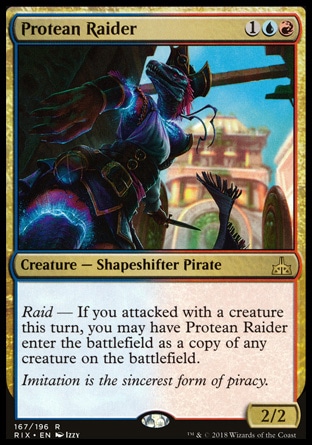 Protean Raider 1
Creature — Shapeshifter Pirate
Raid — If you attacked with a creature
this turn, you may have Protean Raider
enter the battlefield as a copy of any
creature on the battlefield.
Imitation is the sincerest form of piracy.
2/2
167/196 R
RIX • EN Izzy
™ & © 2018 Wizards of the Coast